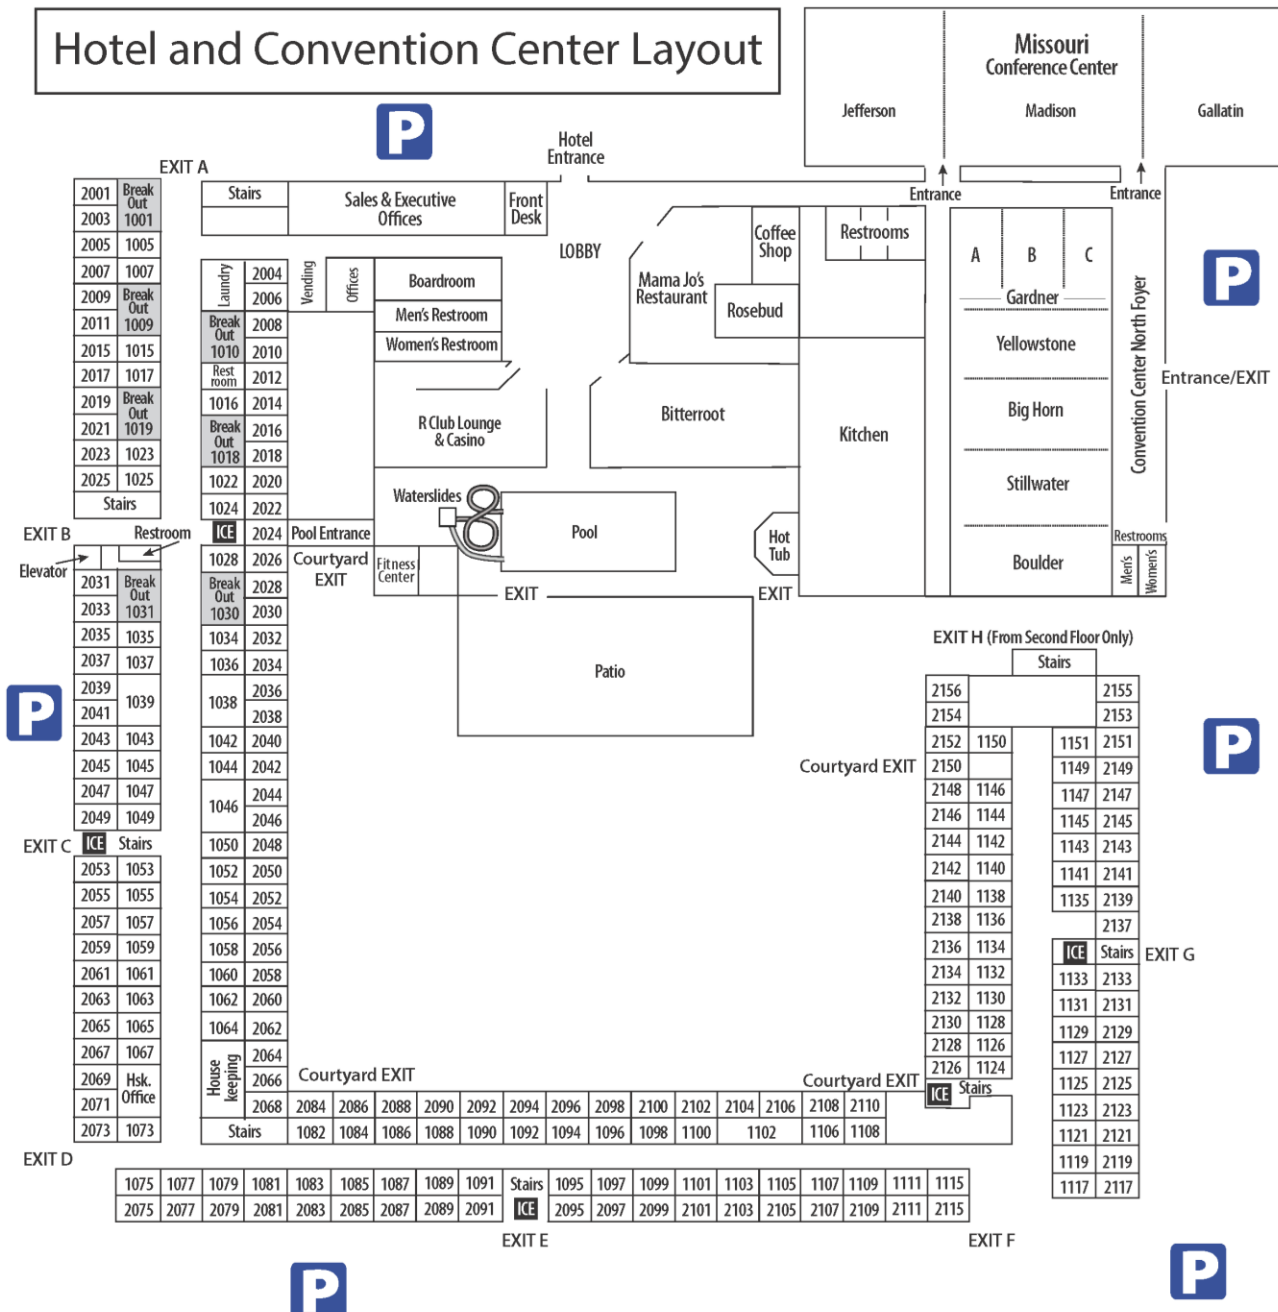 Hotel and Convention Center Layout
Missouri
Conference Center
Jefferson
Madison
Gallatin
P
Hotel
Entrance
EXIT A
Entrance
Entrance
2001
Break
Out
1001
2003
2005 1005
2007 1007
2009
Break
Out
1009
2011
2015 1015
2017 1017
2019
Break
Out
1019
2021
2023 1023
2025 1025
Stairs
Stairs
Sales & Executive
Offices
Front
Desk
LOBBY
Laundry
2004
2006
Vending
Offices
Boardroom
Men's Restroom
Women's Restroom
Break
Out
1010
2008
2010
Rest
room
2012
1016 2014
Break
Out
1018
2016
2018
1022 2020
1024 2022
ICE 2024 Pool Entrance
R Club Lounge
& Casino
Mama Jo's
Restaurant
Coffee
Shop
Rosebud
Restrooms
Bitterroot
Kitchen
A B C
Gardner
Yellowstone
Big Horn
Stillwater
Boulder
Convention Center North Foyer
P
Entrance/EXIT
Restrooms
Men's
Women's
Waterslides
Pool
Hot
Tub
EXIT B
Restroom
Elevator
1028 2026
Courtyard
EXIT
Fitness
Center
EXIT
EXIT
Patio
2031
Break
Out
1031
2033
2035 1035
2037 1037
2039
1039
2041
2043 1043
2045 1045
2047 1047
2049 1049
P
EXIT C
ICE
Stairs
2053 1053
2055 1055
2057 1057
2059 1059
2061 1061
2063 1063
2065 1065
2067 1067
2069
Hsk.
Office
2071
2073 1073
Break
Out
1030
2028
2030
1034 2032
1036 2034
1038
2036
2038
1042 2040
1044 2042
1046
2044
2046
1050 2048
1052 2050
1054 2052
1056 2054
1058 2056
1060 2058
1062 2060
1064 2062
House
keeping
2064
2066
2068
Stairs
Courtyard EXIT
Courtyard EXIT
2084 2086 2088 2090 2092 2094 2096 2098 2100 2102 2104 2106 2108 2110
1082 1084 1086 1088 1090 1092 1094 1096 1098 1100 1102 1106 1108
EXIT H (From Second Floor Only)
Stairs
2156
2154
2152 1150
Courtyard EXIT
2150
2148 1146
2146 1144
2144 1142
2142 1140
2140 1138
2138 1136
2136 1134
2134 1132
2132 1130
2130 1128
2128 1126
2126 1124
ICE
Stairs
2155
2153
1151 2151
1149 2149
1147 2147
1145 2145
1143 2143
1141 2141
1135 2139
2137
ICE
Stairs
EXIT G
1133 2133
1131 2131
1129 2129
1127 2127
1125 2125
1123 2123
1121 2121
1119 2119
1117 2117
P
EXIT D
1075 1077 1079 1081 1083 1085 1087 1089 1091 Stairs 1095 1097 1099 1101 1103 1105 1107 1109 1111 1115
2075 2077 2079 2081 2083 2085 2087 2089 2091 ICE 2095 2097 2099 2101 2103 2105 2107 2109 2111 2115
EXIT E
EXIT F
P
P